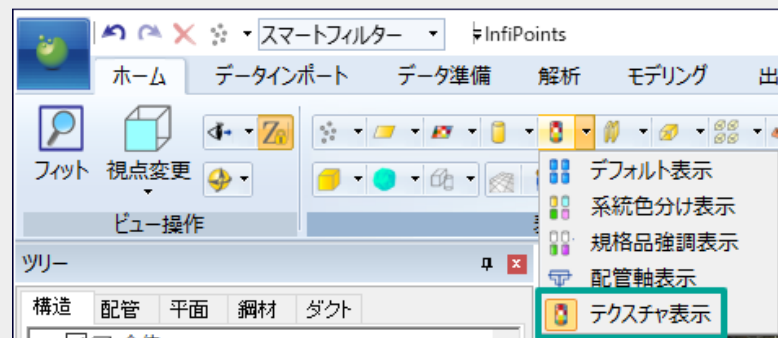 スマートフィルター
InfiPoints
ホーム データインポート データ準備 解析 モデリング 出
フィット 視点変更
ビュー操作
デフォルト表示
系統色分け表示
規格品強調表示
配管軸表示
テクスチャ表示
ツリー
構造 配管 平面 鋼材 ダクト